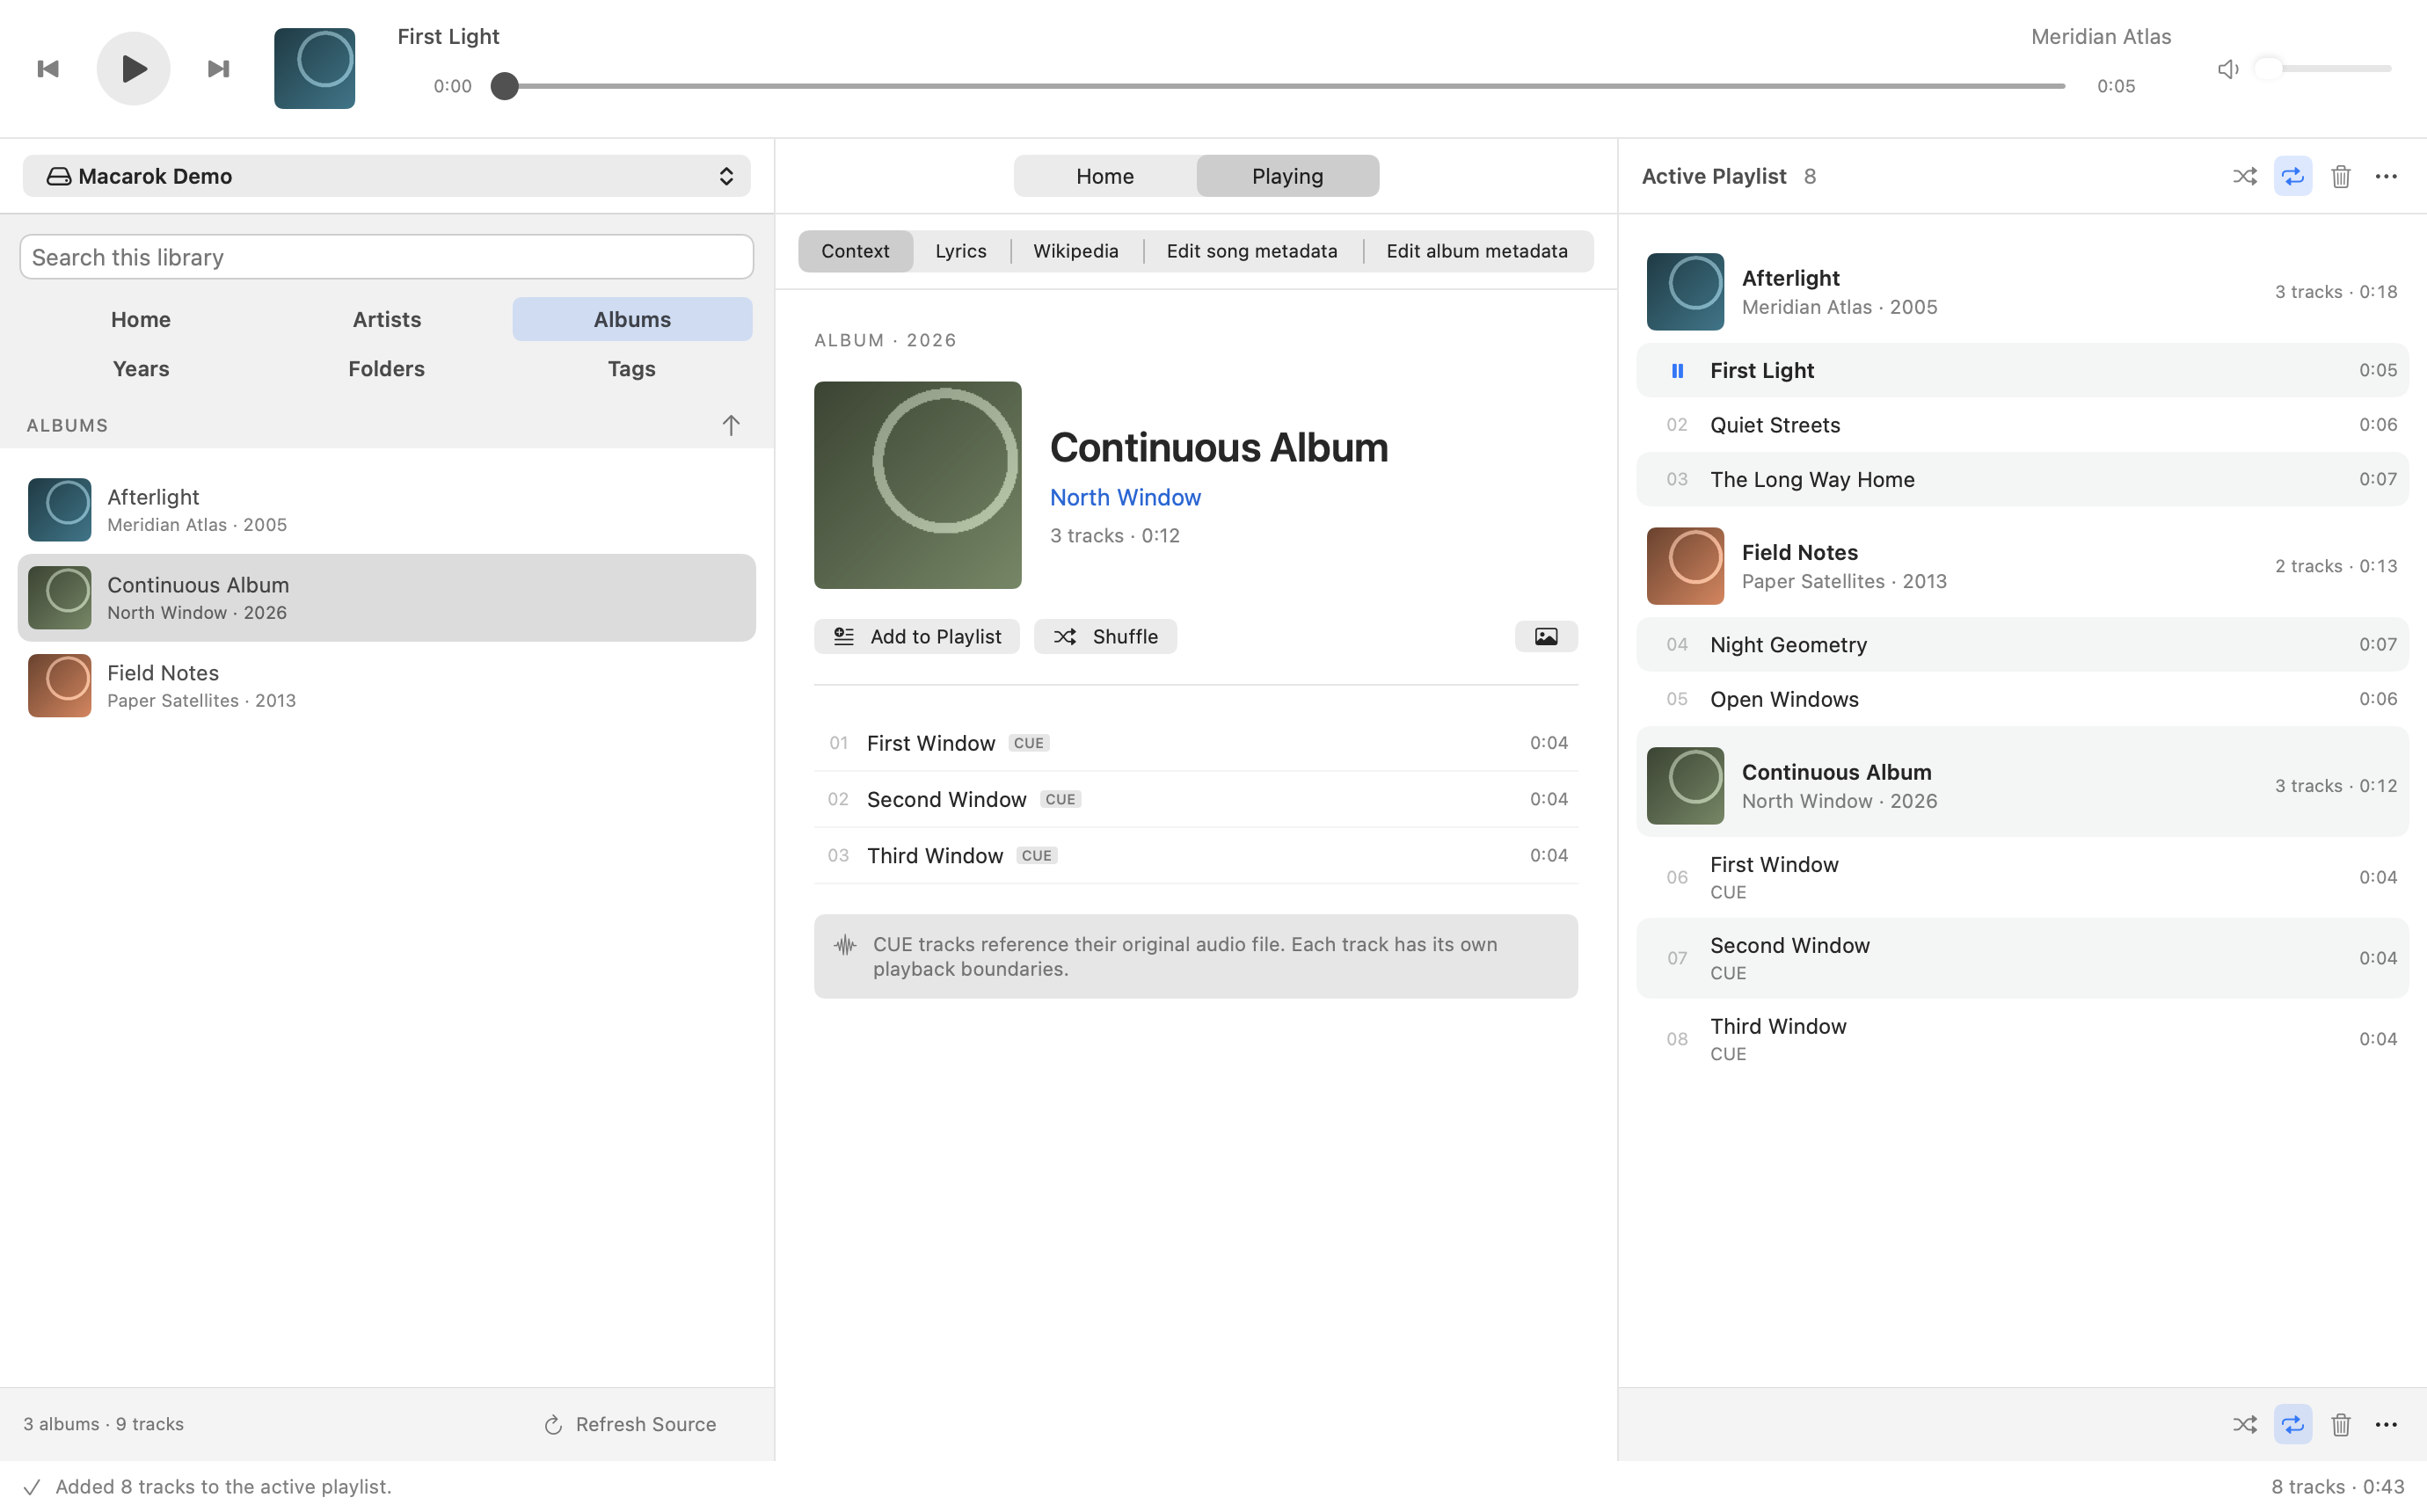 First Light
Meridian Atlas
0:00
0:05
Macarok Demo
Search this library
Home
Artists
Albums
Years
Folders
Tags
ALBUMS
Afterlight
Meridian Atlas · 2005
Continuous Album
North Window · 2026
Field Notes
Paper Satellites · 2013
3 albums · 9 tracks
Refresh Source
Home
Playing
Context
Lyrics
Wikipedia
Edit song metadata
Edit album metadata
ALBUM · 2026
Continuous Album
North Window
3 tracks · 0:12
Add to Playlist
Shuffle
01 First Window CUE 0:04
02 Second Window CUE 0:04
03 Third Window CUE 0:04
CUE tracks reference their original audio file. Each track has its own
playback boundaries.
Active Playlist 8
Afterlight
Meridian Atlas · 2005
3 tracks · 0:18
First Light 0:05
02 Quiet Streets 0:06
03 The Long Way Home 0:07
Field Notes
Paper Satellites · 2013
2 tracks · 0:13
04 Night Geometry 0:07
05 Open Windows 0:06
Continuous Album
North Window · 2026
3 tracks · 0:12
06 First Window 0:04
CUE
07 Second Window 0:04
CUE
08 Third Window 0:04
CUE
Added 8 tracks to the active playlist.
8 tracks · 0:43